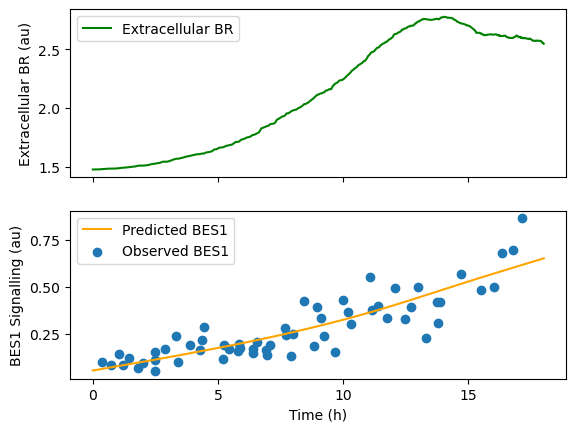 Extracellular BR (au)
2.5
2.0
1.5
Extracellular BR
BES1 Signalling (au)
0.75
0.50
0.25
Predicted BES1
Observed BES1
0
5
10
15
Time (h)